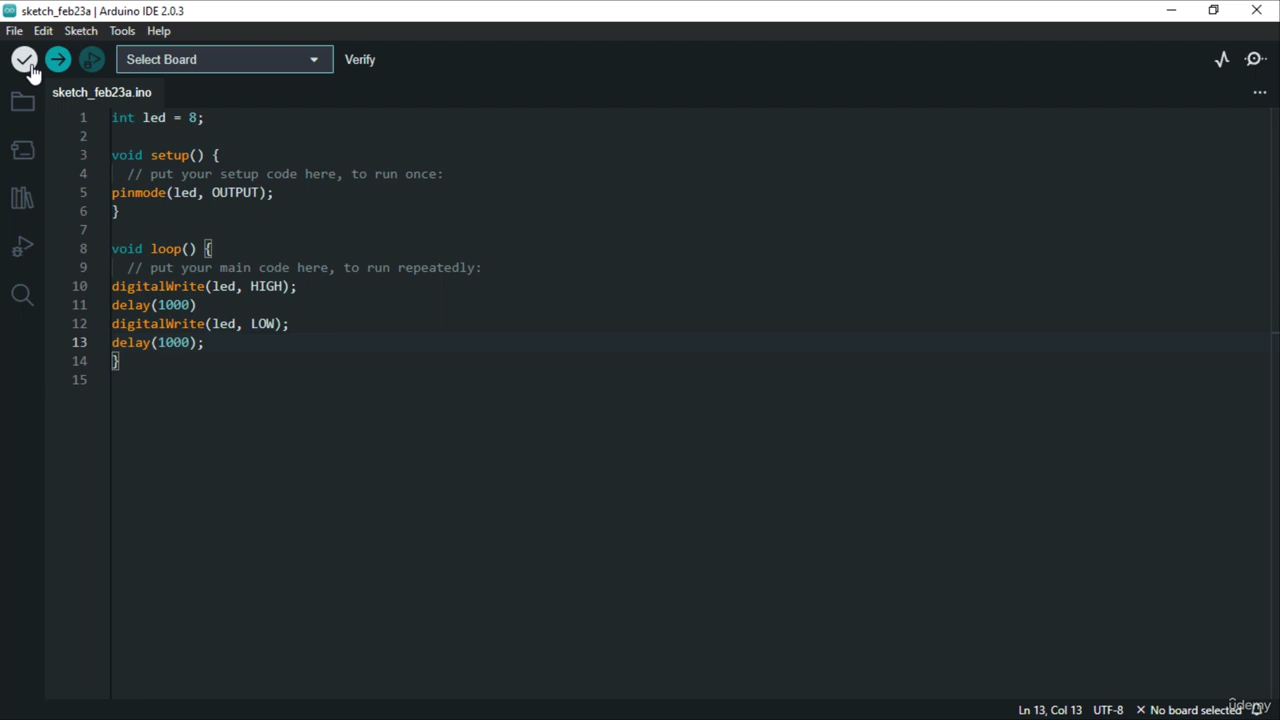 sketch_feb23a | Arduino IDE 2.0.3
File Edit Sketch Tools Help
Select Board Verify
sketch_feb23a.ino
1 int led = 8;
2
3 void setup() {
4 // put your setup code here, to run once:
5 pinmode(led, OUTPUT);
6 }
7
8 void loop() {
9 // put your main code here, to run repeatedly:
10 digitalWrite(led, HIGH);
11 delay(1000)
12 digitalWrite(led, LOW);
13 delay(1000);
14 }
15
Ln 13, Col 13 UTF-8 × No board selected
ûdemy